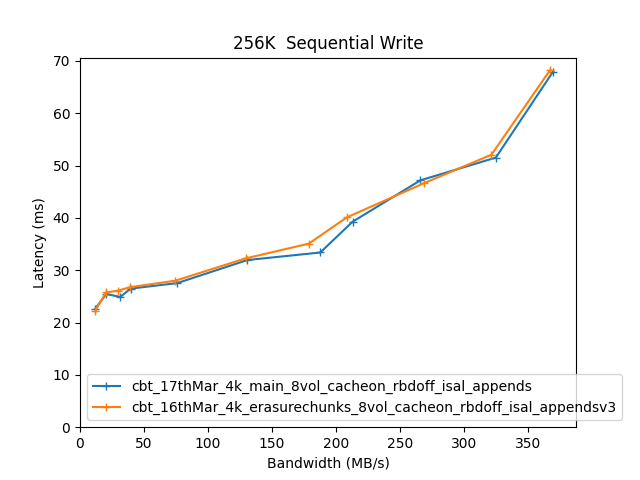 256K  Sequential Write
Latency (ms)
70
60
50
40
30
20
10
0
cbt_17thMar_4k_main_8vol_cacheon_rbdoff_isal_appends
cbt_16thMar_4k_erasurechunks_8vol_cacheon_rbdoff_isal_appendsv3
0 50 100 150 200 250 300 350
Bandwidth (MB/s)